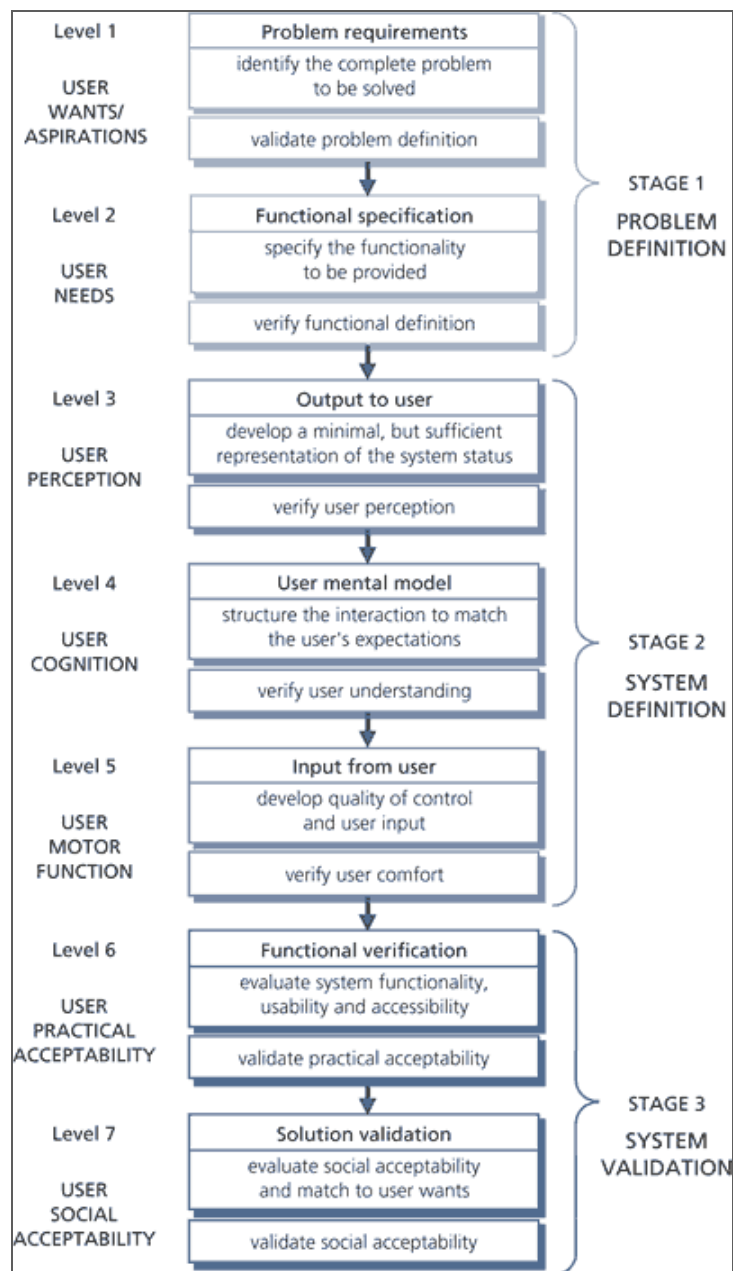 Level 1
USER
WANTS/
ASPIRATIONS
Problem requirements
identify the complete problem
to be solved
validate problem definition
Level 2
USER
NEEDS
Functional specification
specify the functionality
to be provided
verify functional definition
STAGE 1
PROBLEM
DEFINITION
Level 3
USER
PERCEPTION
Output to user
develop a minimal, but sufficient
representation of the system status
verify user perception
Level 4
USER
COGNITION
User mental model
structure the interaction to match
the user's expectations
verify user understanding
Level 5
USER
MOTOR
FUNCTION
Input from user
develop quality of control
and user input
verify user comfort
STAGE 2
SYSTEM
DEFINITION
Level 6
USER
PRACTICAL
ACCEPTABILITY
Functional verification
evaluate system functionality,
usability and accessibility
validate practical acceptability
Level 7
USER
SOCIAL
ACCEPTABILITY
Solution validation
evaluate social acceptability
and match to user wants
validate social acceptability
STAGE 3
SYSTEM
VALIDATION